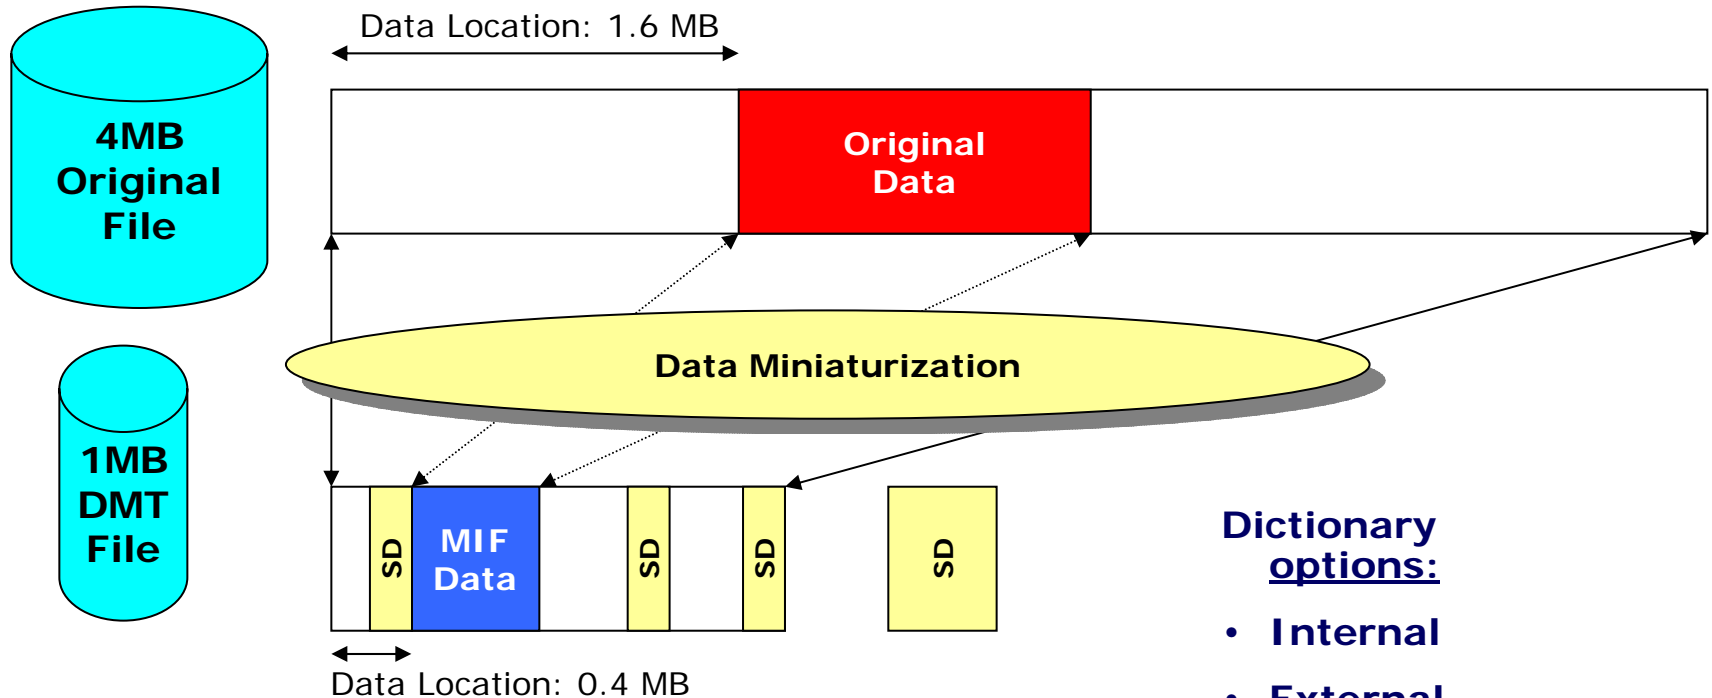 Data Location: 1.6 MB
4MB
Original
File
Original
Data
Data Miniaturization
1MB
DMT
File
SD
MIF
Data
SD
SD
SD
Data Location: 0.4 MB
Dictionary
options:
• Internal
• External